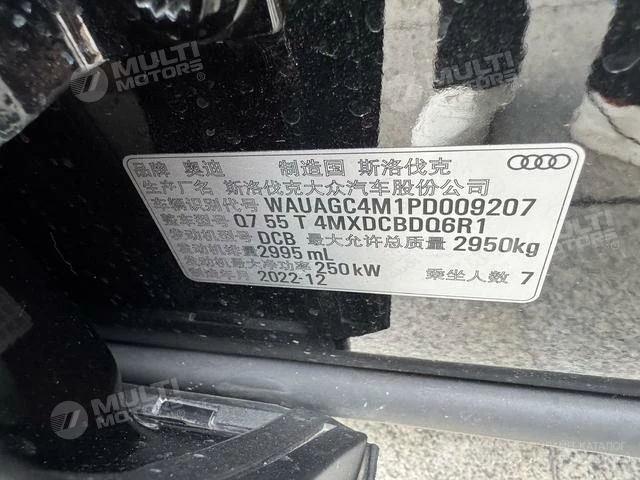 MULTI MOTORS®
MULTI MOTORS
品牌 奥迪 制造国 斯洛伐克
生产厂名 斯洛伐克大众汽车股份公司
车辆识别代号 WAUAGC4M1PD009207
整车型号 Q7 55 T 4MXDCBDQ6R1
发动机型号 DCB 最大允许总质量 2950kg
发动机排量 2995 mL
发动机最大净功率 250 kW 乘坐人数 7
制造年月 2022-12
MULTI MOTORS
MULTI MOTORS
КАТАЛОГ